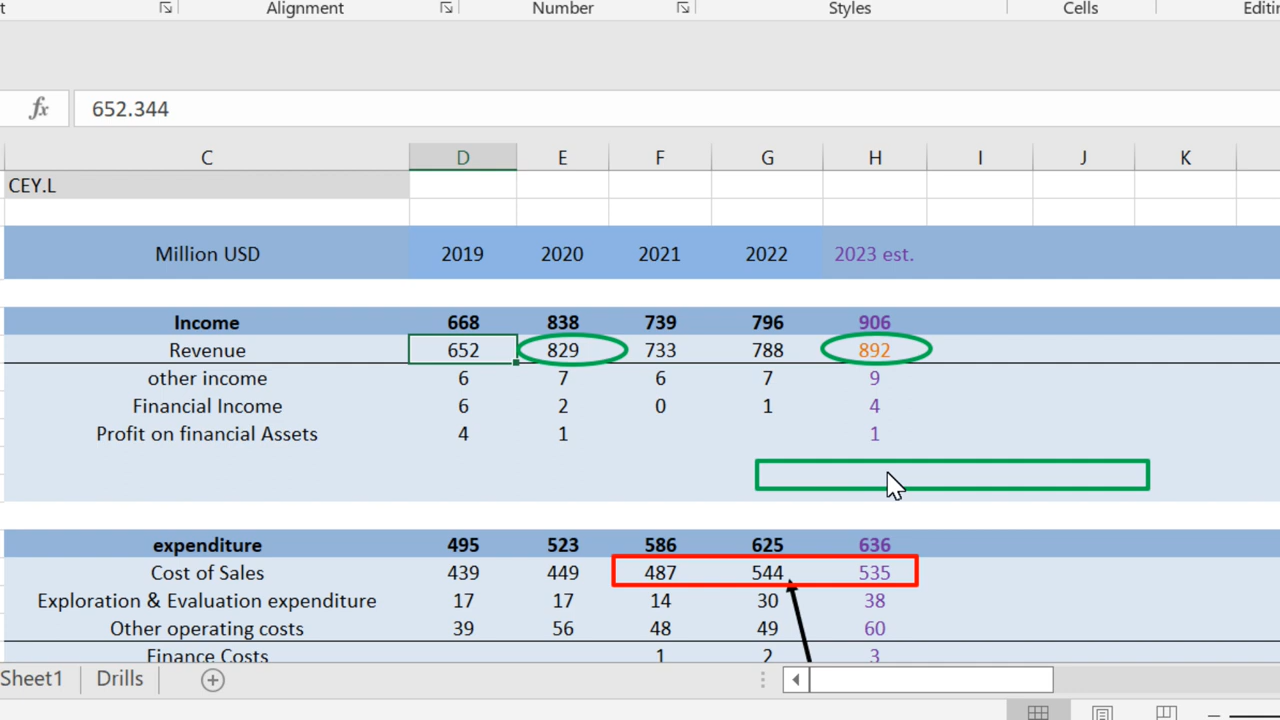 t Alignment Number Styles Cells Editin
fx 652.344
C D E F G H I J K
CEY.L
Million USD 2019 2020 2021 2022 2023 est.
Income 668 838 739 796 906
Revenue 652 829 733 788 892
other income 6 7 6 7 9
Financial Income 6 2 0 1 4
Profit on financial Assets 4 1 1
expenditure 495 523 586 625 636
Cost of Sales 439 449 487 544 535
Exploration & Evaluation expenditure 17 17 14 30 38
Other operating costs 39 56 48 49 60
Finance Costs 1 2 3
Sheet1 Drills